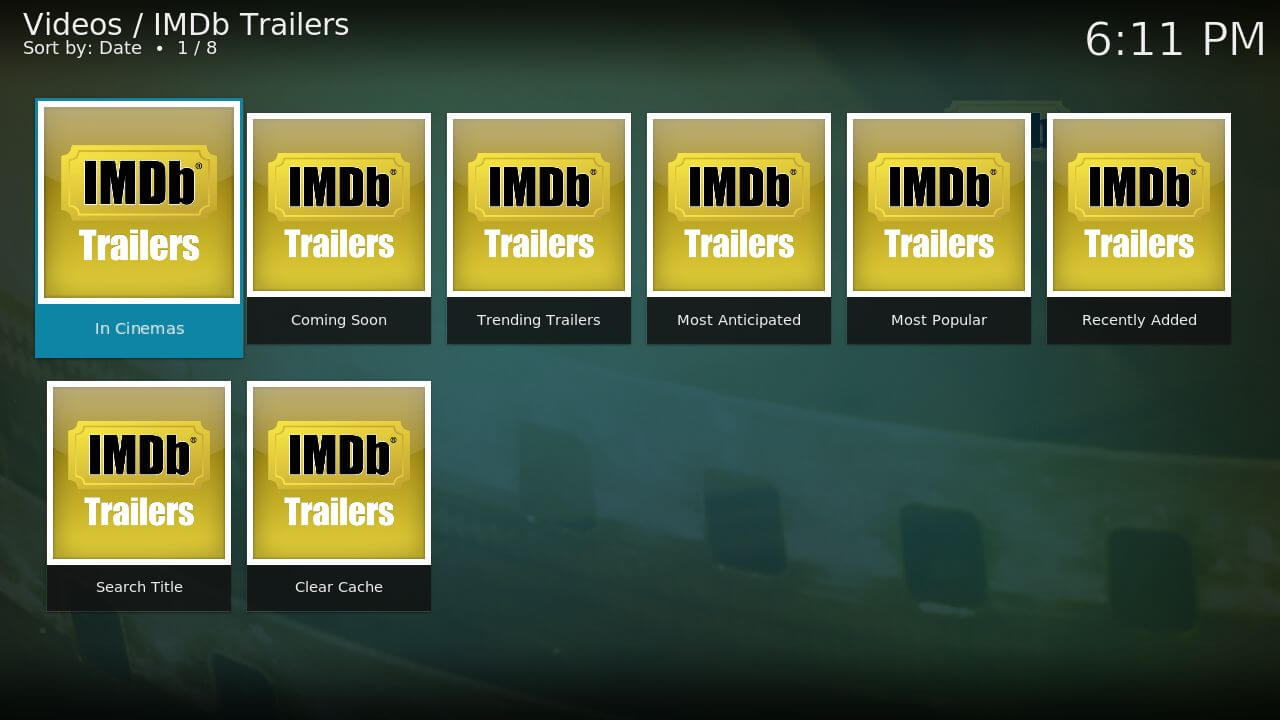 Videos / IMDb Trailers
Sort by: Date • 1 / 8
6:11 PM
IMDb®
Trailers
In Cinemas
IMDb®
Trailers
Coming Soon
IMDb®
Trailers
Trending Trailers
IMDb®
Trailers
Most Anticipated
IMDb®
Trailers
Most Popular
IMDb®
Trailers
Recently Added
IMDb®
Trailers
Search Title
IMDb®
Trailers
Clear Cache